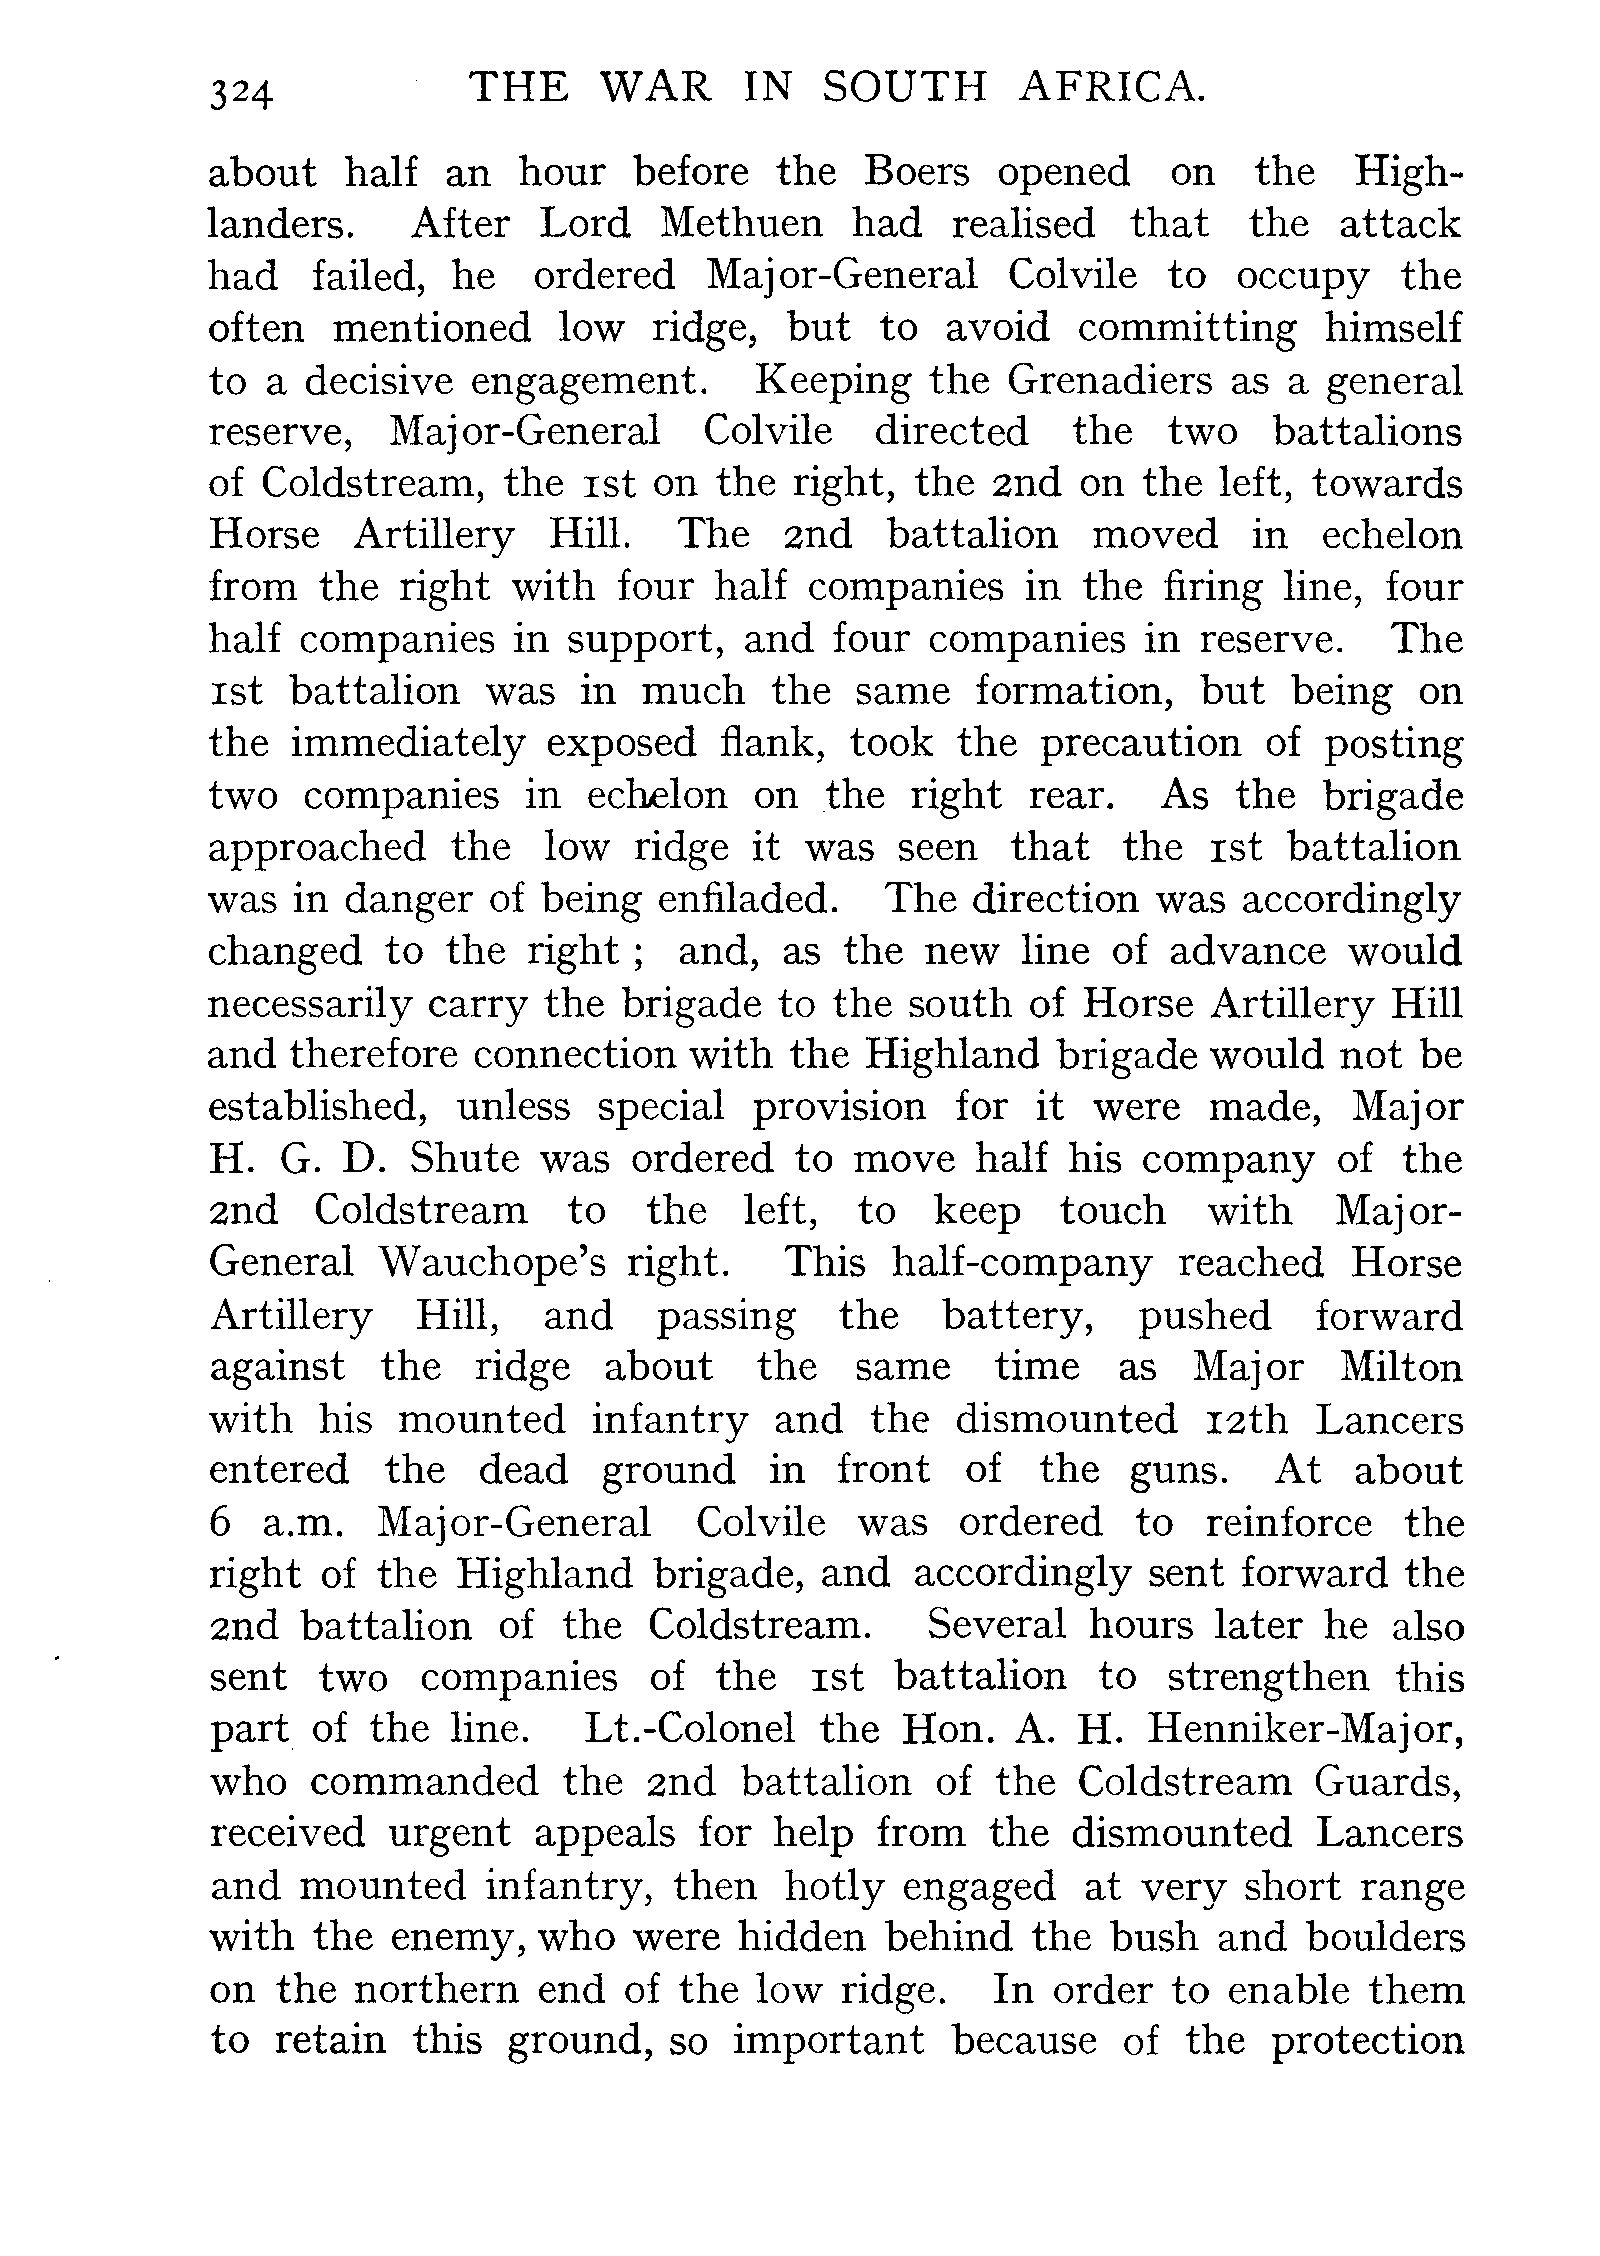 324 THE WAR IN SOUTH AFRICA.
about half an hour before the Boers opened on the High-
landers. After Lord Methuen had realised that the attack
had failed, he ordered Major-General Colvile to occupy the
often mentioned low ridge, but to avoid committing himself
to a decisive engagement. Keeping the Grenadiers as a general
reserve, Major-General Colvile directed the two battalions
of Coldstream, the 1st on the right, the 2nd on the left, towards
Horse Artillery Hill. The 2nd battalion moved in echelon
from the right with four half companies in the firing line, four
half companies in support, and four companies in reserve. The
1st battalion was in much the same formation, but being on
the immediately exposed flank, took the precaution of posting
two companies in echelon on the right rear. As the brigade
approached the low ridge it was seen that the 1st battalion
was in danger of being enfiladed. The direction was accordingly
changed to the right ; and, as the new line of advance would
necessarily carry the brigade to the south of Horse Artillery Hill
and therefore connection with the Highland brigade would not be
established, unless special provision for it were made, Major
H. G. D. Shute was ordered to move half his company of the
2nd Coldstream to the left, to keep touch with Major-
General Wauchope's right. This half-company reached Horse
Artillery Hill, and passing the battery, pushed forward
against the ridge about the same time as Major Milton
with his mounted infantry and the dismounted 12th Lancers
entered the dead ground in front of the guns. At about
6 a.m. Major-General Colvile was ordered to reinforce the
right of the Highland brigade, and accordingly sent forward the
2nd battalion of the Coldstream. Several hours later he also
sent two companies of the 1st battalion to strengthen this
part of the line. Lt.-Colonel the Hon. A. H. Henniker-Major,
who commanded the 2nd battalion of the Coldstream Guards,
received urgent appeals for help from the dismounted Lancers
and mounted infantry, then hotly engaged at very short range
with the enemy, who were hidden behind the bush and boulders
on the northern end of the low ridge. In order to enable them
to retain this ground, so important because of the protection